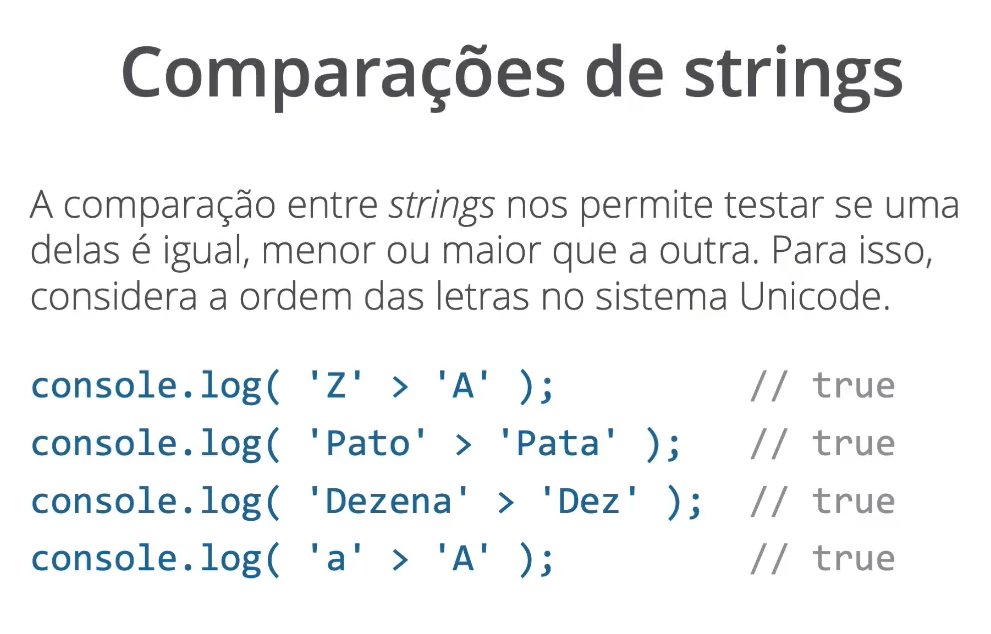 Comparações de strings
A comparação entre strings nos permite testar se uma
delas é igual, menor ou maior que a outra. Para isso,
considera a ordem das letras no sistema Unicode.
console.log( 'Z' > 'A' ); // true
console.log( 'Pato' > 'Pata' ); // true
console.log( 'Dezena' > 'Dez' ); // true
console.log( 'a' > 'A' ); // true